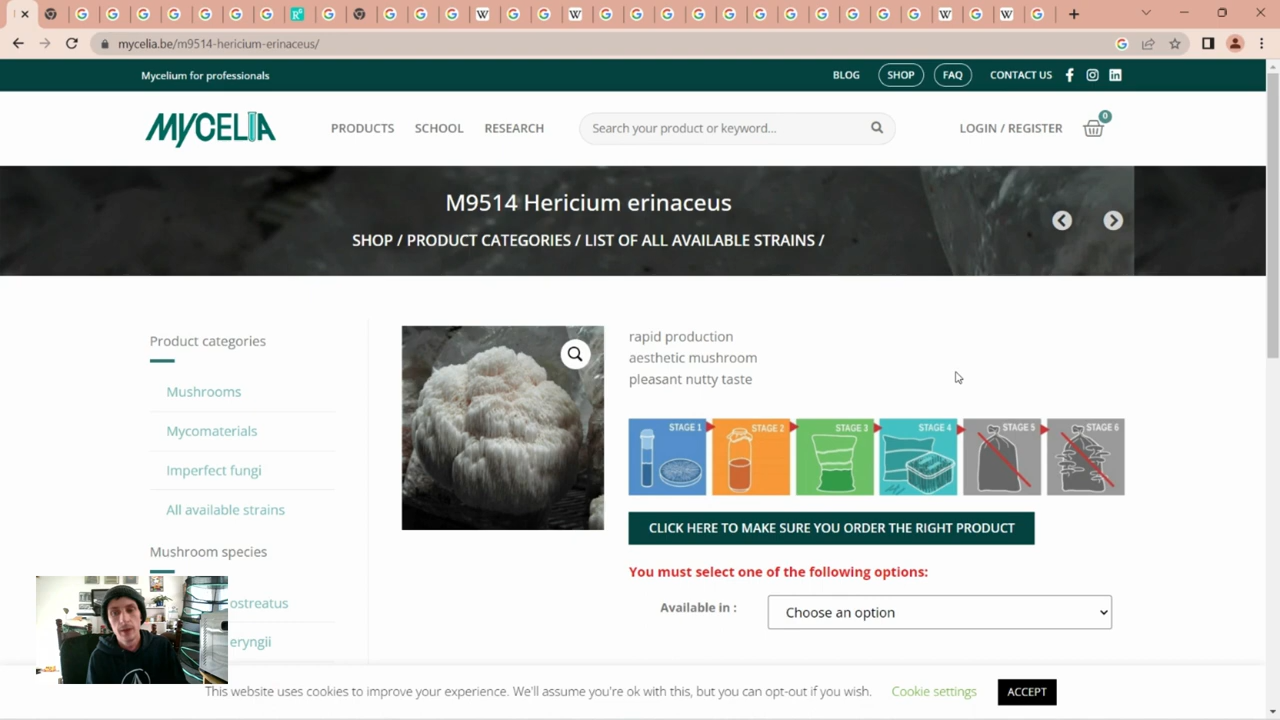 mycelia.be/m9514-hericium-erinaceus/
Mycelium for professionals
BLOG
SHOP
FAQ
CONTACT US
MYCELIA
PRODUCTS
SCHOOL
RESEARCH
Search your product or keyword...
LOGIN / REGISTER
0
M9514 Hericium erinaceus
SHOP / PRODUCT CATEGORIES / LIST OF ALL AVAILABLE STRAINS /
Product categories
Mushrooms
Mycomaterials
Imperfect fungi
All available strains
Mushroom species
ostreatus
eryngii
rapid production
aesthetic mushroom
pleasant nutty taste
STAGE 1
STAGE 2
STAGE 3
STAGE 4
STAGE 5
STAGE 6
CLICK HERE TO MAKE SURE YOU ORDER THE RIGHT PRODUCT
You must select one of the following options:
Available in :
Choose an option
This website uses cookies to improve your experience. We'll assume you're ok with this, but you can opt-out if you wish.
Cookie settings
ACCEPT